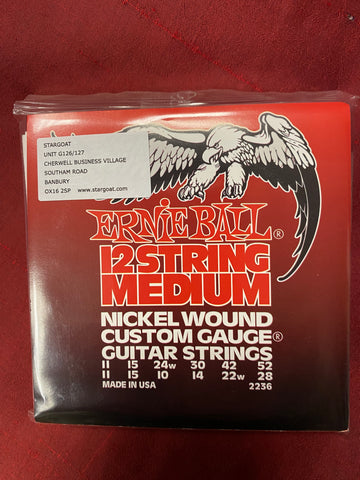 STARGOAT
UNIT G126/127
CHERWELL BUSINESS VILLAGE
SOUTHAM ROAD
BANBURY
OX16 2SP www.stargoat.com
ERNIE BALL®
12 STRING
MEDIUM
NICKEL WOUND
CUSTOM GAUGE®
GUITAR STRINGS
11 15 24w 30 42 52
11 15 10 14 22w 28
MADE IN USA 2236